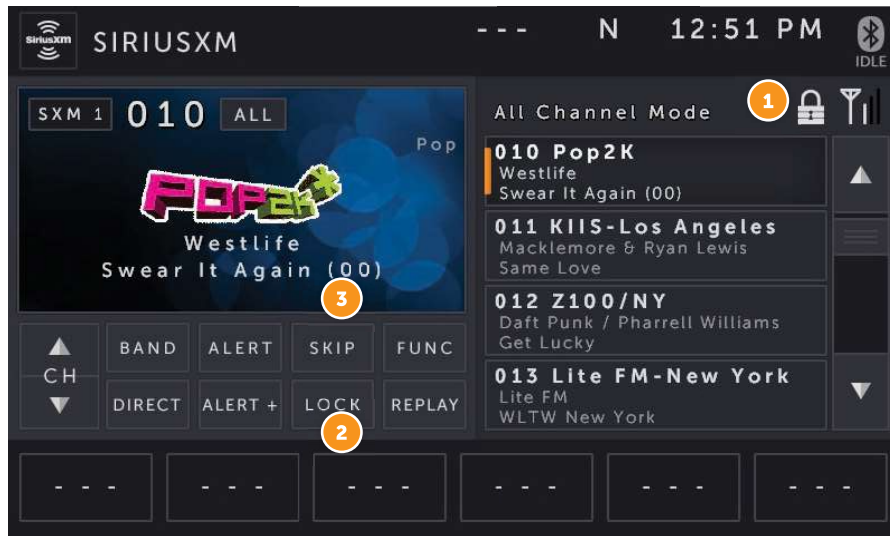 siriusxm
SIRIUSXM
- - -
N
12:51 PM
IDLE
SXM 1
010
ALL
Pop
POP2K
Westlife
Swear It Again (00)
3
1
All Channel Mode
010 Pop2K
Westlife
Swear It Again (00)
011 KIIS-Los Angeles
Macklemore & Ryan Lewis
Same Love
012 Z100/NY
Daft Punk / Pharrell Williams
Get Lucky
013 Lite FM-New York
Lite FM
WLTW New York
CH
BAND
ALERT
SKIP
FUNC
DIRECT
ALERT +
LOCK
REPLAY
2
- - -
- - -
- - -
- - -
- - -
- - -